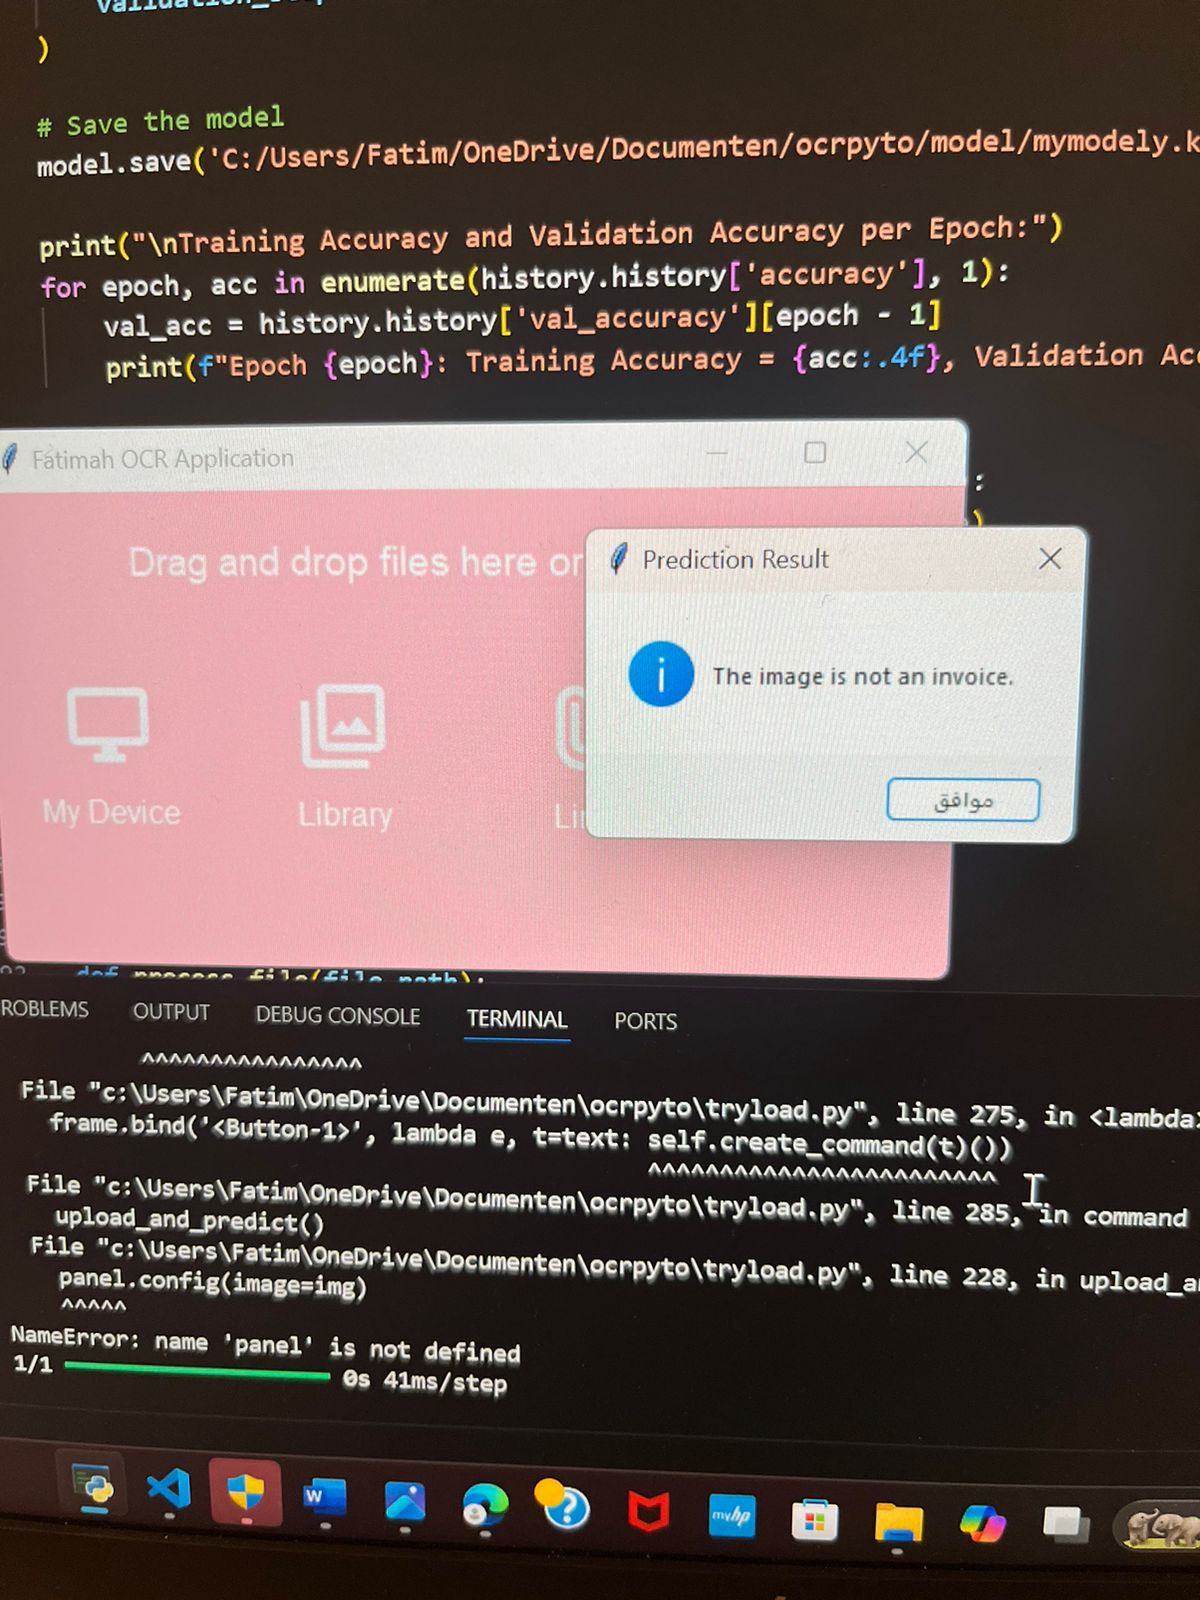 )
# Save the model
model.save('C:/Users/Fatim/OneDrive/Documenten/ocrpyto/model/mymodely.k
print("\nTraining Accuracy and Validation Accuracy per Epoch:")
for epoch, acc in enumerate(history.history['accuracy'], 1):
val_acc = history.history['val_accuracy'][epoch - 1]
print(f"Epoch {epoch}: Training Accuracy = {acc:.4f}, Validation Ac
Fatimah OCR Application
:
)
Drag and drop files here or
Prediction Result
The image is not an invoice.
موافق
My Device
Library
Li
def process_file(file_path):
ROBLEMS
OUTPUT
DEBUG CONSOLE
TERMINAL
PORTS
^^^^^^^^^^^^^^^^
File "c:\Users\Fatim\OneDrive\Documenten\ocrpyto\tryload.py", line 275, in <lambda>
frame.bind('<Button-1>', lambda e, t=text: self.create_command(t)())
^^^^^^^^^^^^^^^^^^^^^^^^^
File "c:\Users\Fatim\OneDrive\Documenten\ocrpyto\tryload.py", line 285, in command
upload_and_predict()
File "c:\Users\Fatim\OneDrive\Documenten\ocrpyto\tryload.py", line 228, in upload_a
panel.config(image=img)
^^^^^
NameError: name 'panel' is not defined
1/1
0s 41ms/step
W
myhp